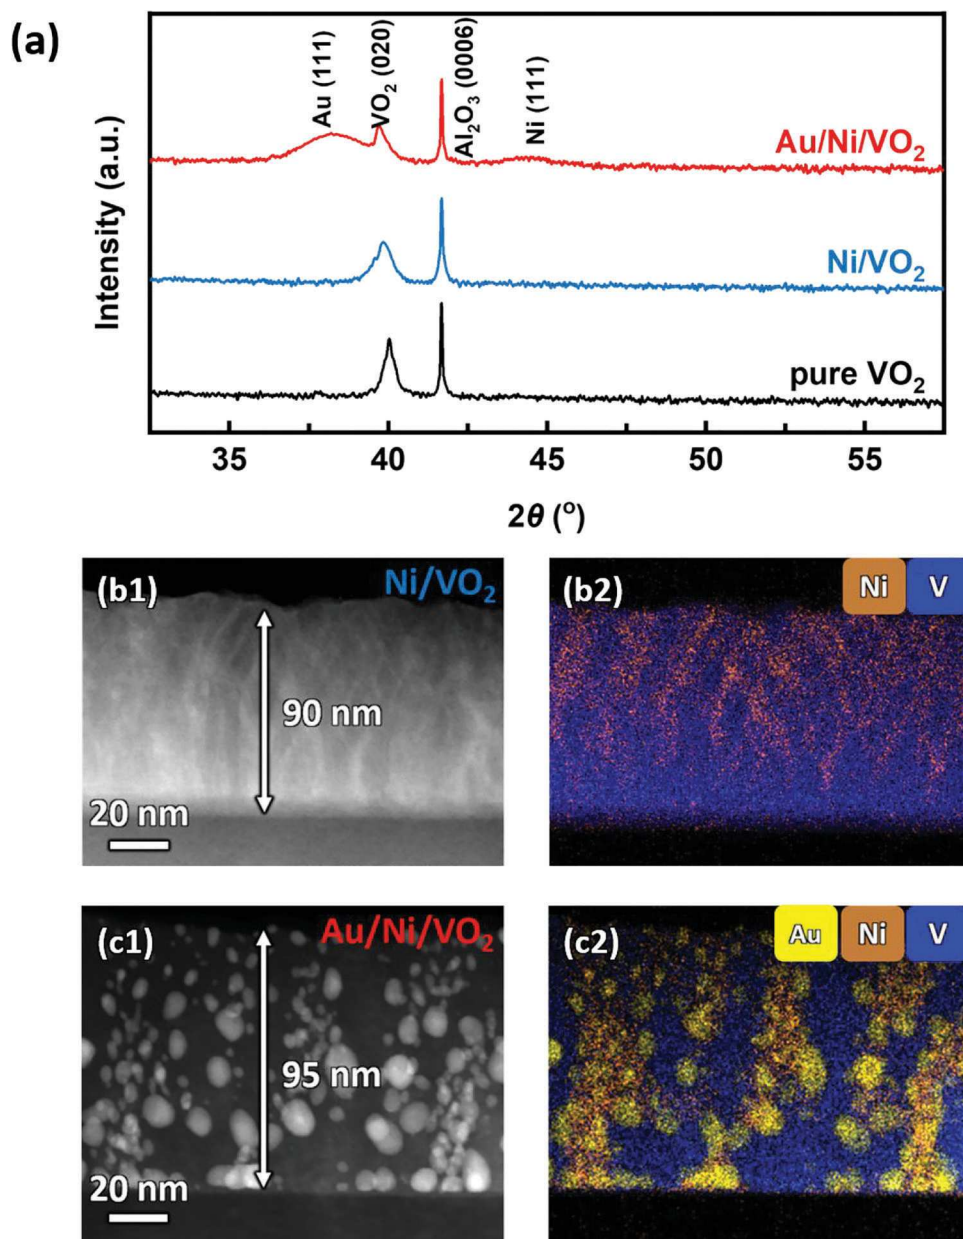 (a)
Au (111)
VO2 (020)
Al2O3 (0006)
Ni (111)
Au/Ni/VO2
Ni/VO2
pure VO2
Intensity (a.u.)
35 40 45 50 55
2θ (°)
(b1) Ni/VO2
90 nm
20 nm
(b2) Ni V
(c1) Au/Ni/VO2
95 nm
20 nm
(c2) Au Ni V